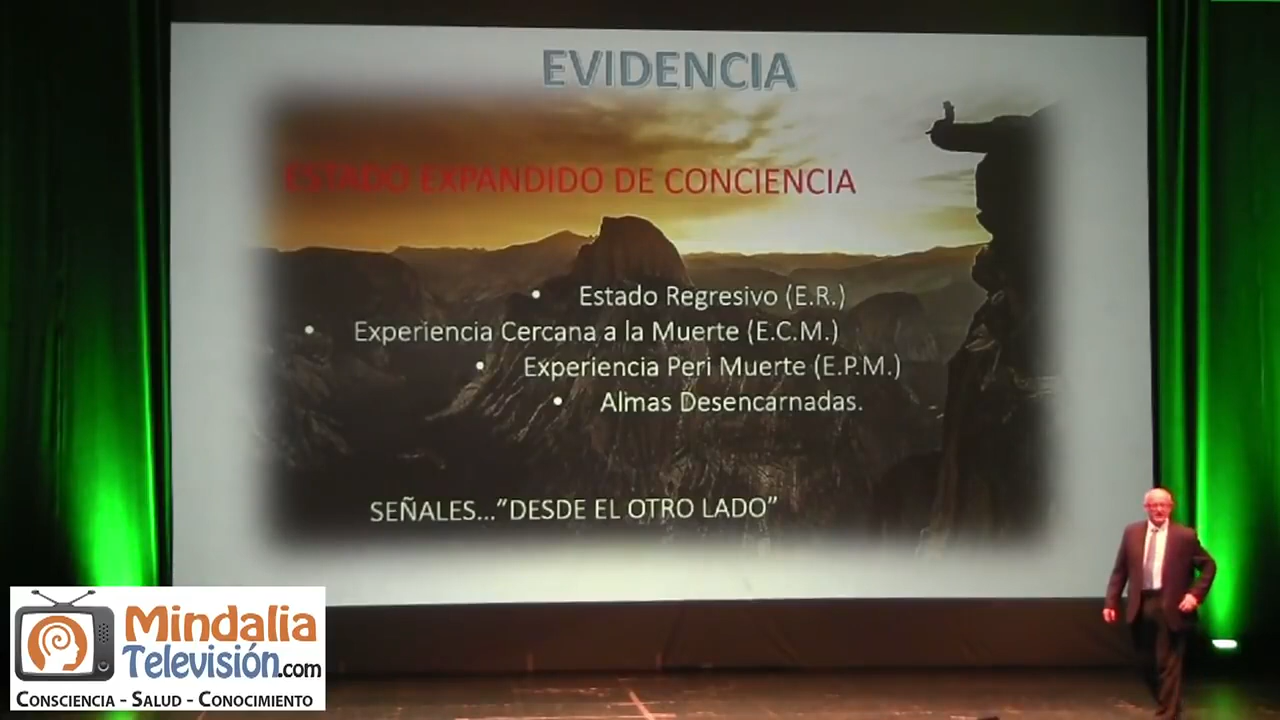 EVIDENCIA
ESTADO EXPANDIDO DE CONCIENCIA
• Estado Regresivo (E.R.)
• Experiencia Cercana a la Muerte (E.C.M.)
• Experiencia Peri Muerte (E.P.M.)
• Almas Desencarnadas.
SEÑALES..."DESDE EL OTRO LADO"
Mindalia
Televisión.com
CONSCIENCIA - SALUD - CONOCIMIENTO